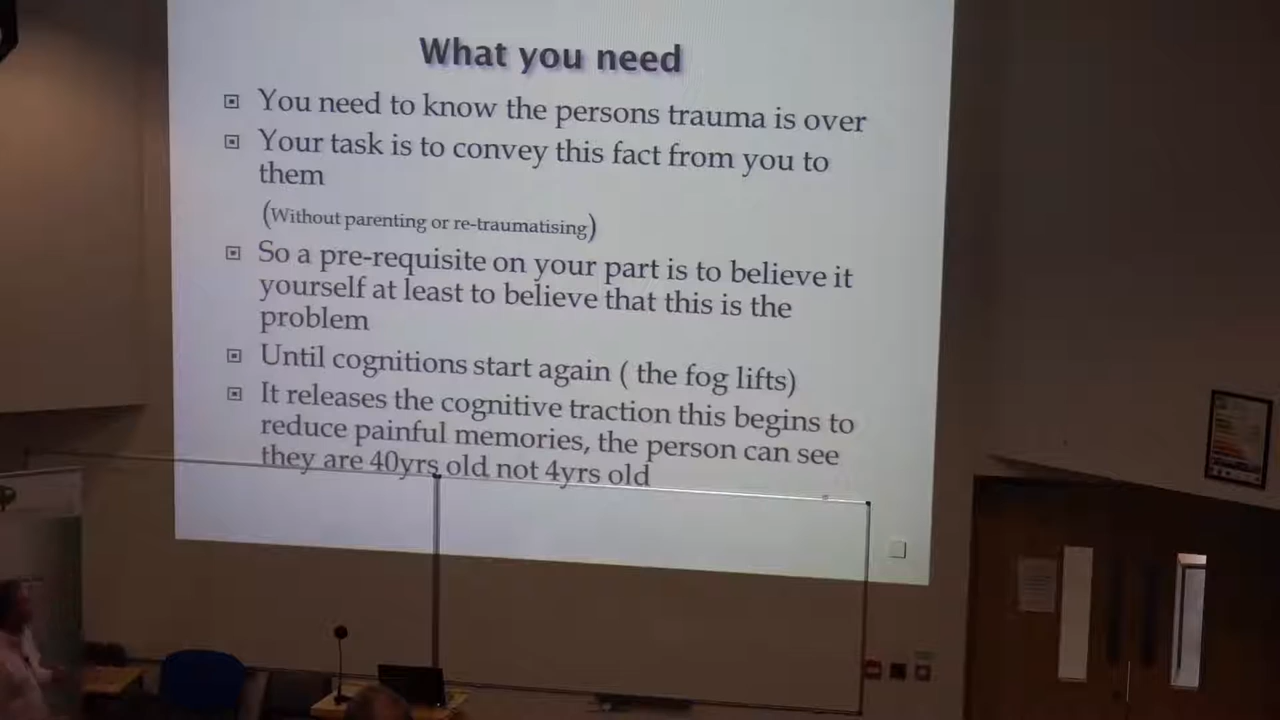 What you need
You need to know the persons trauma is over
Your task is to convey this fact from you to
them
(Without parenting or re-traumatising)
So a pre-requisite on your part is to believe it
yourself at least to believe that this is the
problem
Until cognitions start again ( the fog lifts)
It releases the cognitive traction this begins to
reduce painful memories, the person can see
they are 40yrs old not 4yrs old